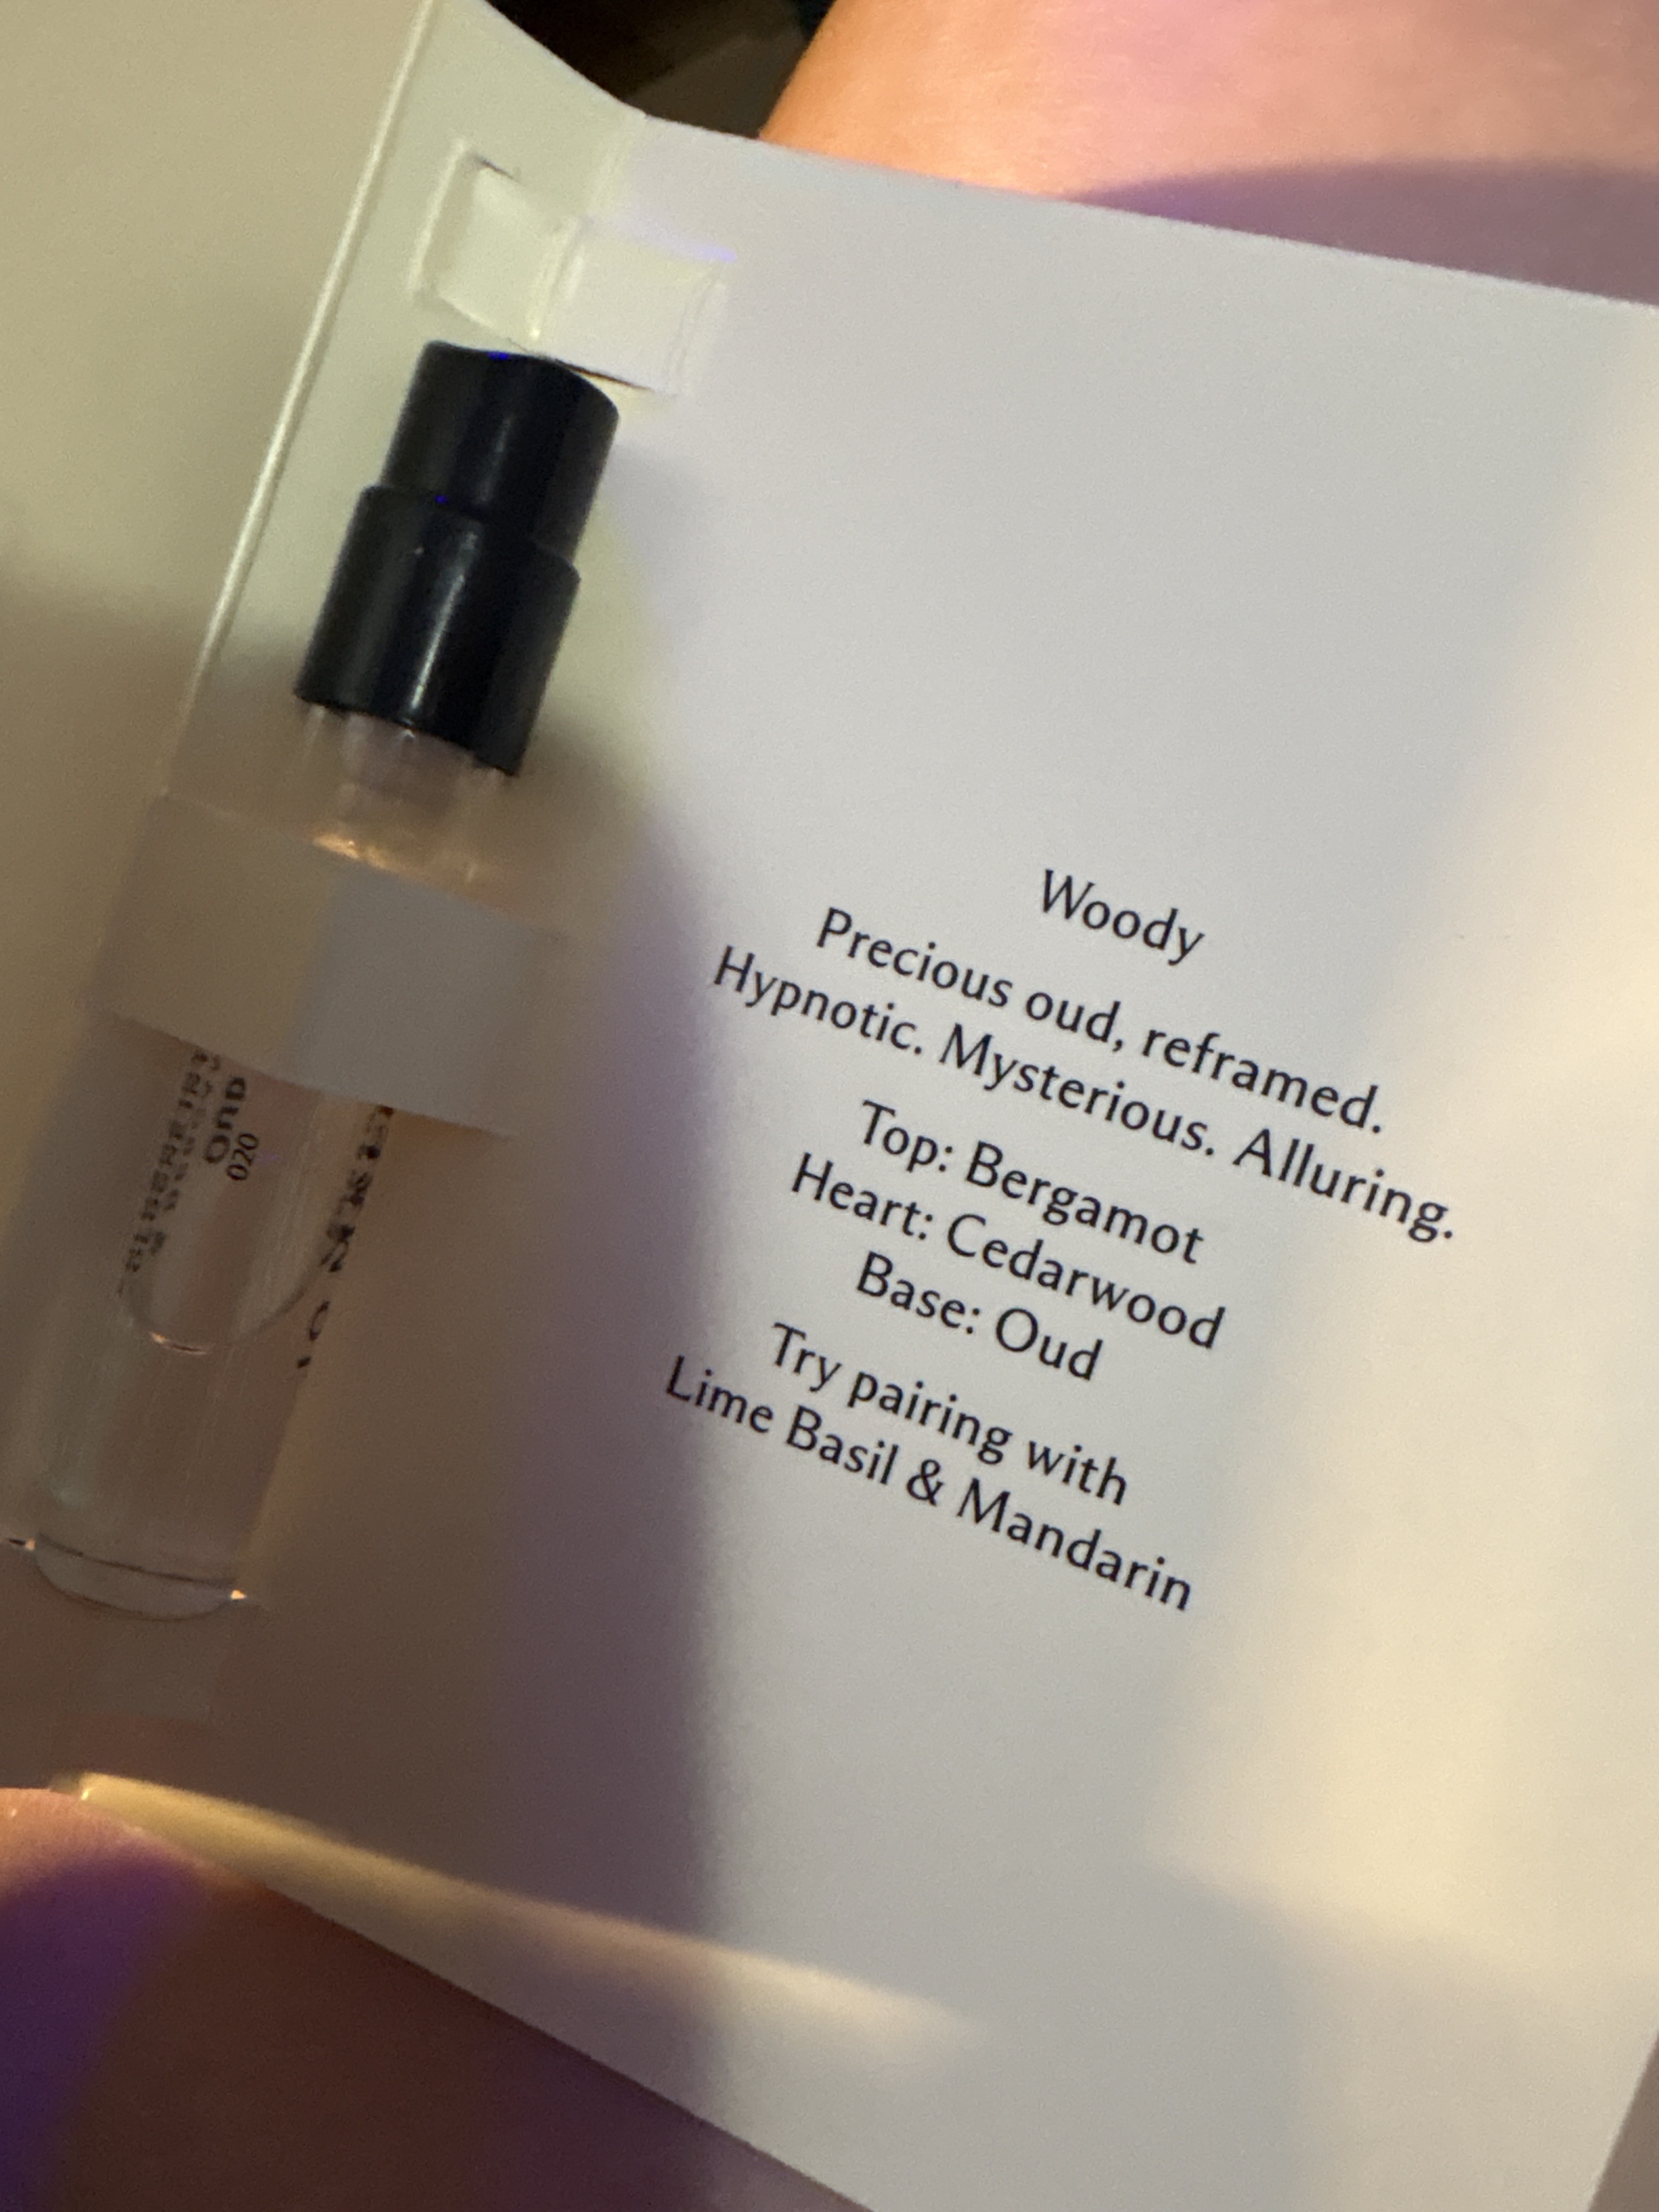 Woody
Precious oud, reframed.
Hypnotic. Mysterious. Alluring.
Top: Bergamot
Heart: Cedarwood
Base: Oud
Try pairing with
Lime Basil & Mandarin
020